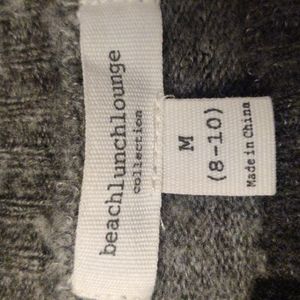 beachlunchlounge
collection
M
(8-10)
Made in China